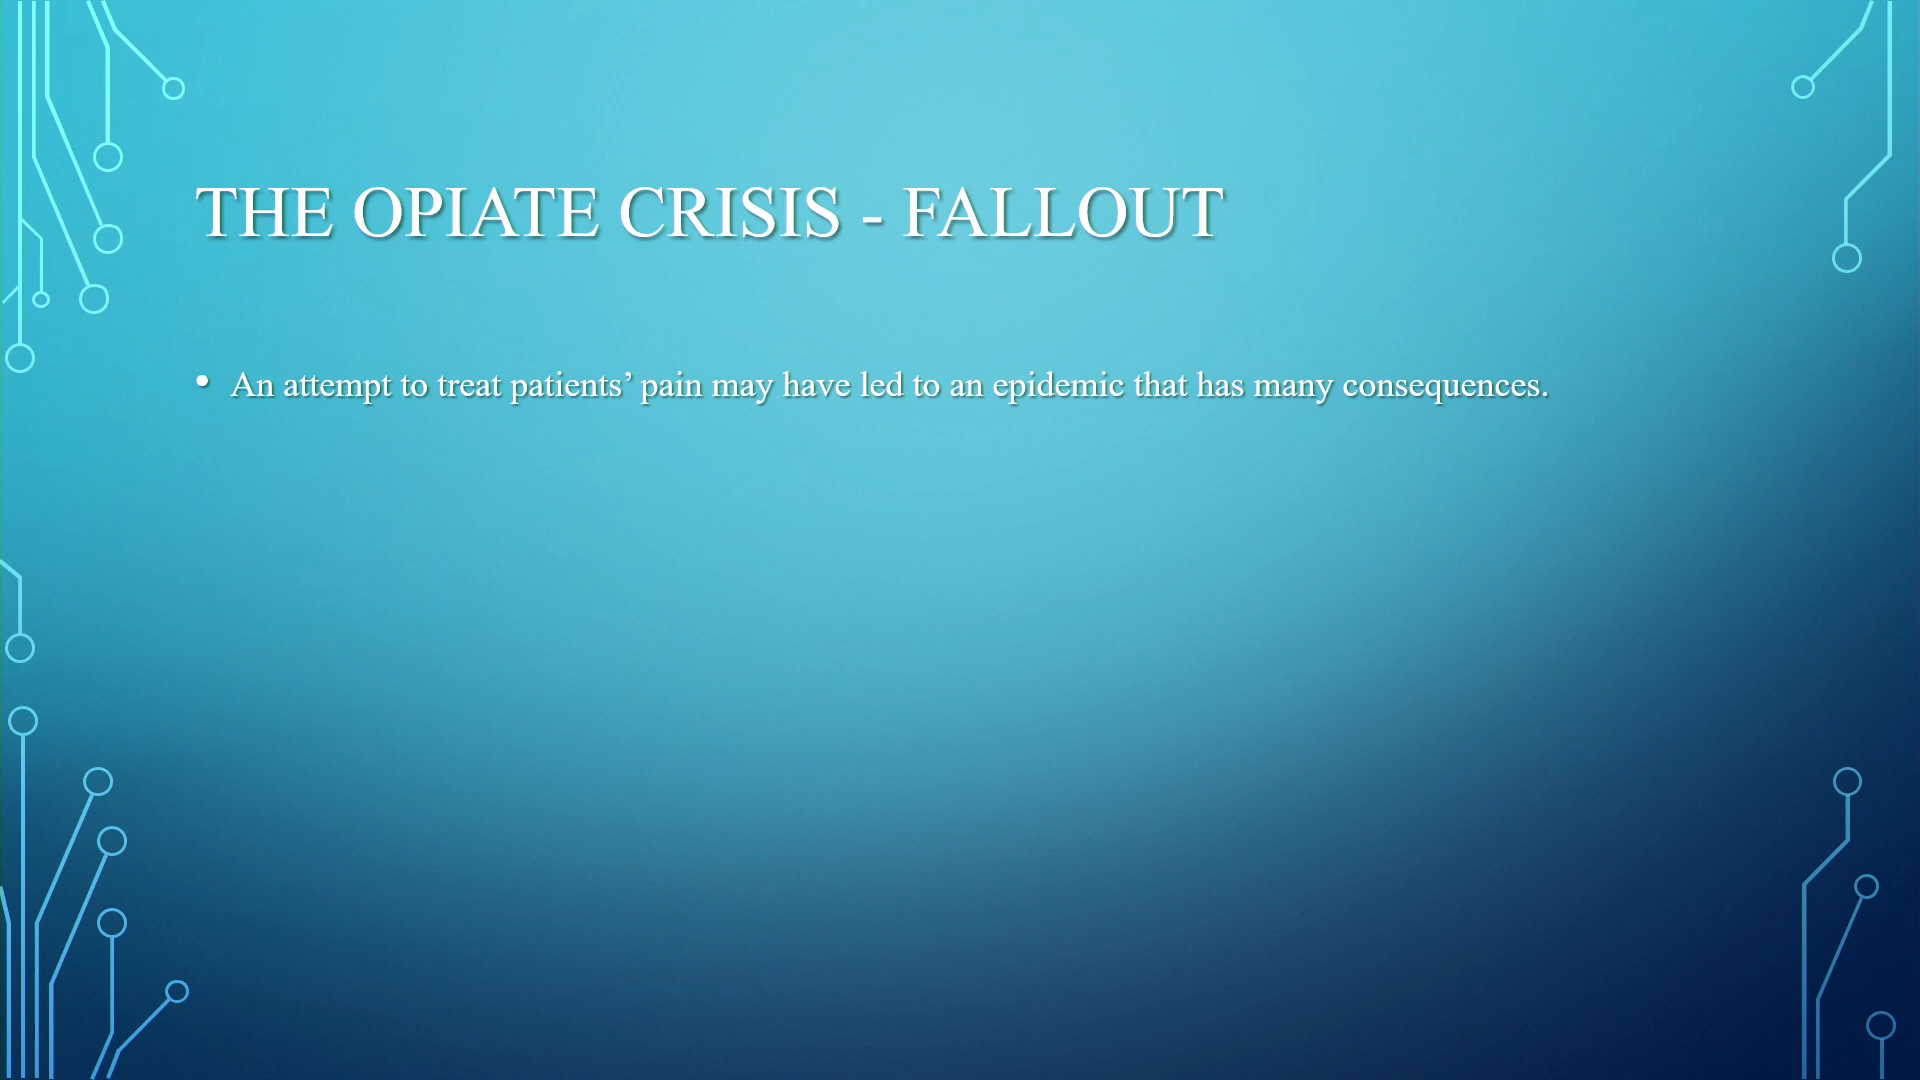 THE OPIATE CRISIS - FALLOUT
• An attempt to treat patients’ pain may have led to an epidemic that has many consequences.